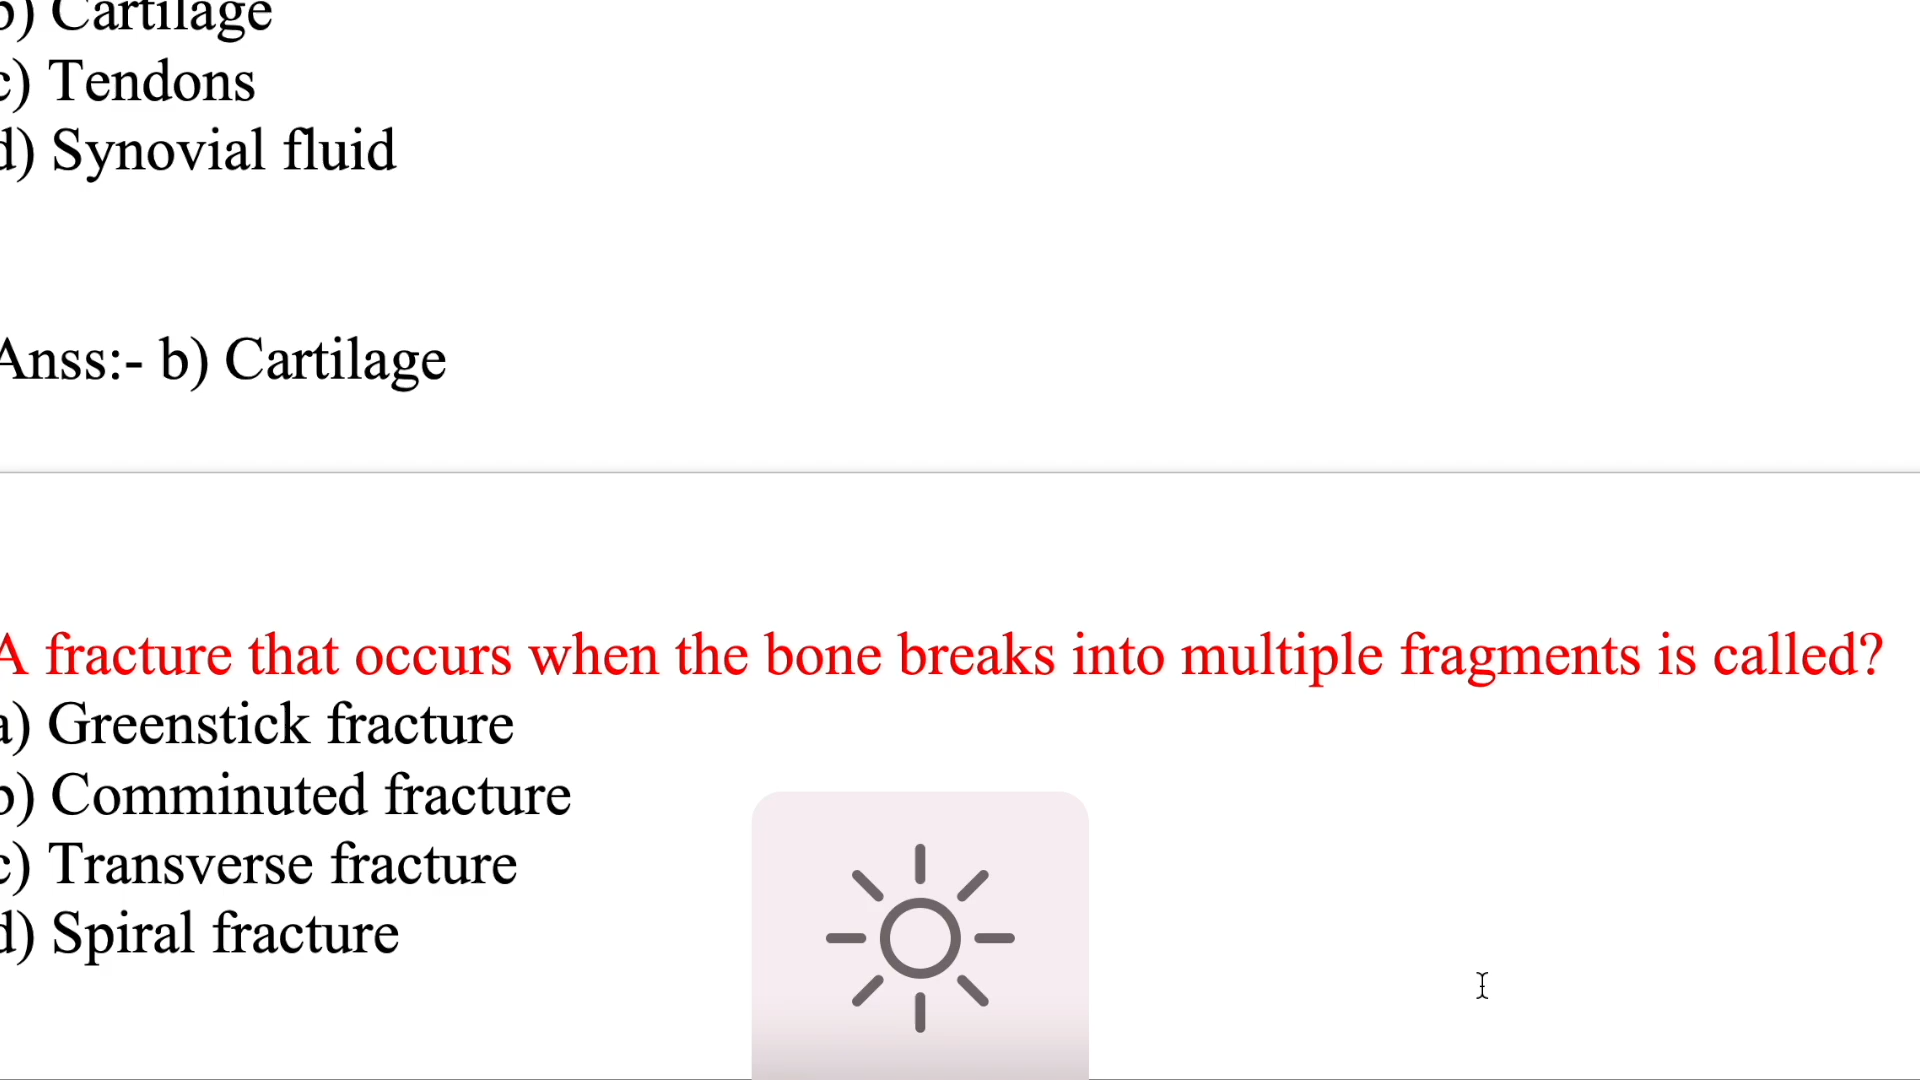 b) Cartilage
c) Tendons
d) Synovial fluid
Anss:- b) Cartilage
A fracture that occurs when the bone breaks into multiple fragments is called?
a) Greenstick fracture
b) Comminuted fracture
c) Transverse fracture
d) Spiral fracture